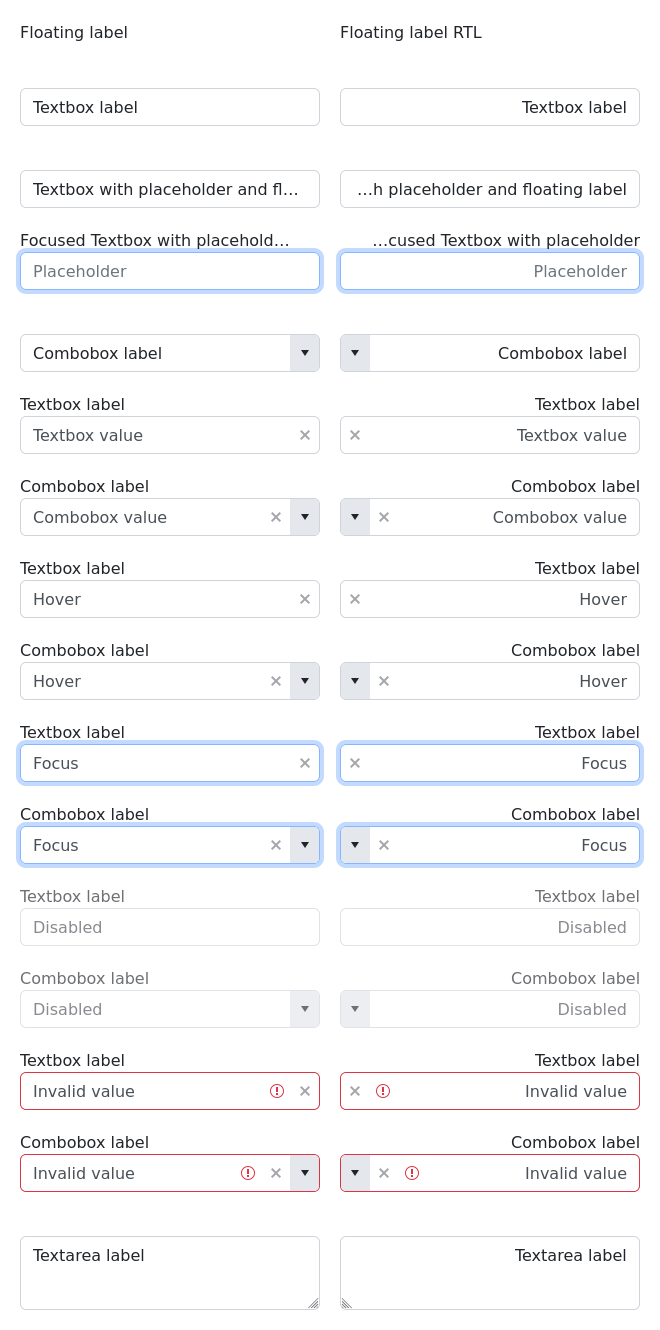 Floating label
Floating label RTL
Textbox label
Textbox label
Textbox with placeholder and fl...
...h placeholder and floating label
Focused Textbox with placehold...
...cused Textbox with placeholder
Placeholder
Placeholder
Combobox label
Combobox label
Textbox label
Textbox label
Textbox value
Textbox value
Combobox label
Combobox label
Combobox value
Combobox value
Textbox label
Textbox label
Hover
Hover
Combobox label
Combobox label
Hover
Hover
Textbox label
Textbox label
Focus
Focus
Combobox label
Combobox label
Focus
Focus
Textbox label
Textbox label
Disabled
Disabled
Combobox label
Combobox label
Disabled
Disabled
Textbox label
Textbox label
Invalid value
Invalid value
Combobox label
Combobox label
Invalid value
Invalid value
Textarea label
Textarea label